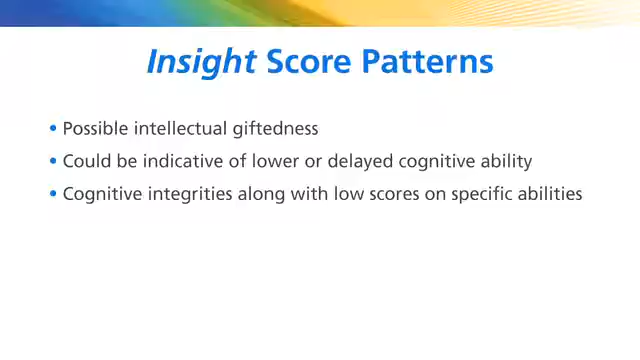 Insight Score Patterns
• Possible intellectual giftedness
• Could be indicative of lower or delayed cognitive ability
• Cognitive integrities along with low scores on specific abilities